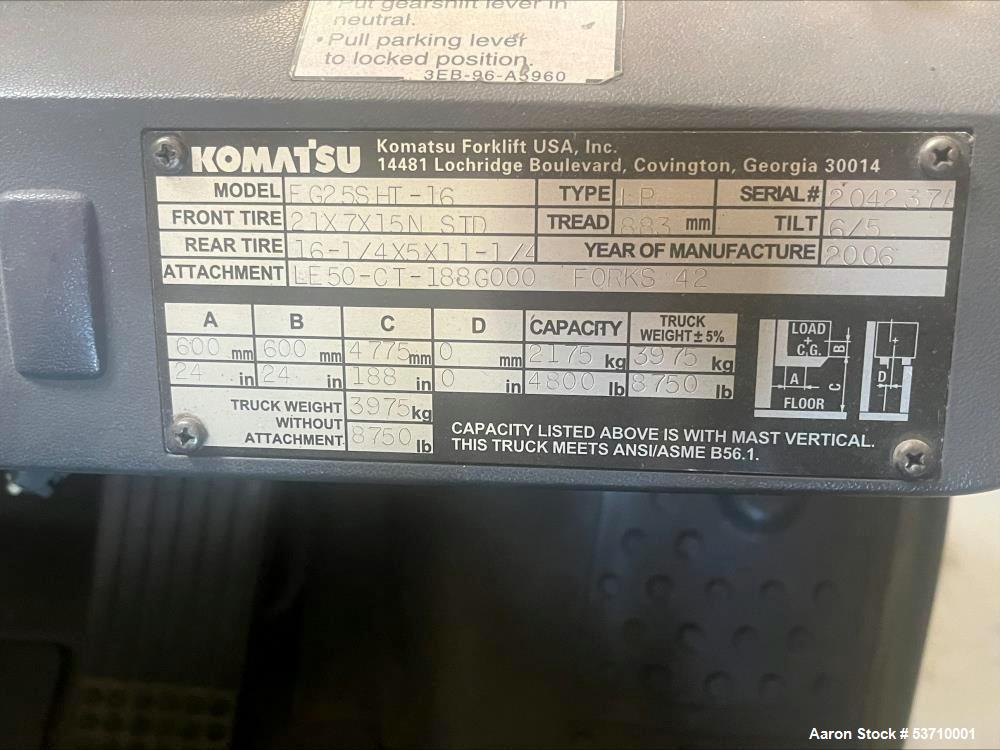 • Put gearshift lever in
neutral.
• Pull parking lever
to locked position.
3EB-96-A5960
KOMATSU Komatsu Forklift USA, Inc.
14481 Lochridge Boulevard, Covington, Georgia 30014
MODEL FG25SHT-16 TYPE LP SERIAL# 204237A
FRONT TIRE 21X7X15N STD TREAD 883 mm TILT 6/5
REAR TIRE 16-1/4X5X11-1/4 YEAR OF MANUFACTURE 2006
ATTACHMENT LE50-CT-188G000 FORKS 42
A B C D CAPACITY TRUCK WEIGHT±5%
600 mm 600 mm 4775 mm 0 mm 2175 kg 3975 kg
24 in 24 in 188 in 0 in 4800 lb 8750 lb
TRUCK WEIGHT WITHOUT ATTACHMENT 3975 kg
8750 lb
LOAD
C.G.
A B C D
FLOOR
CAPACITY LISTED ABOVE IS WITH MAST VERTICAL.
THIS TRUCK MEETS ANSI/ASME B56.1.
Aaron Stock # 53710001